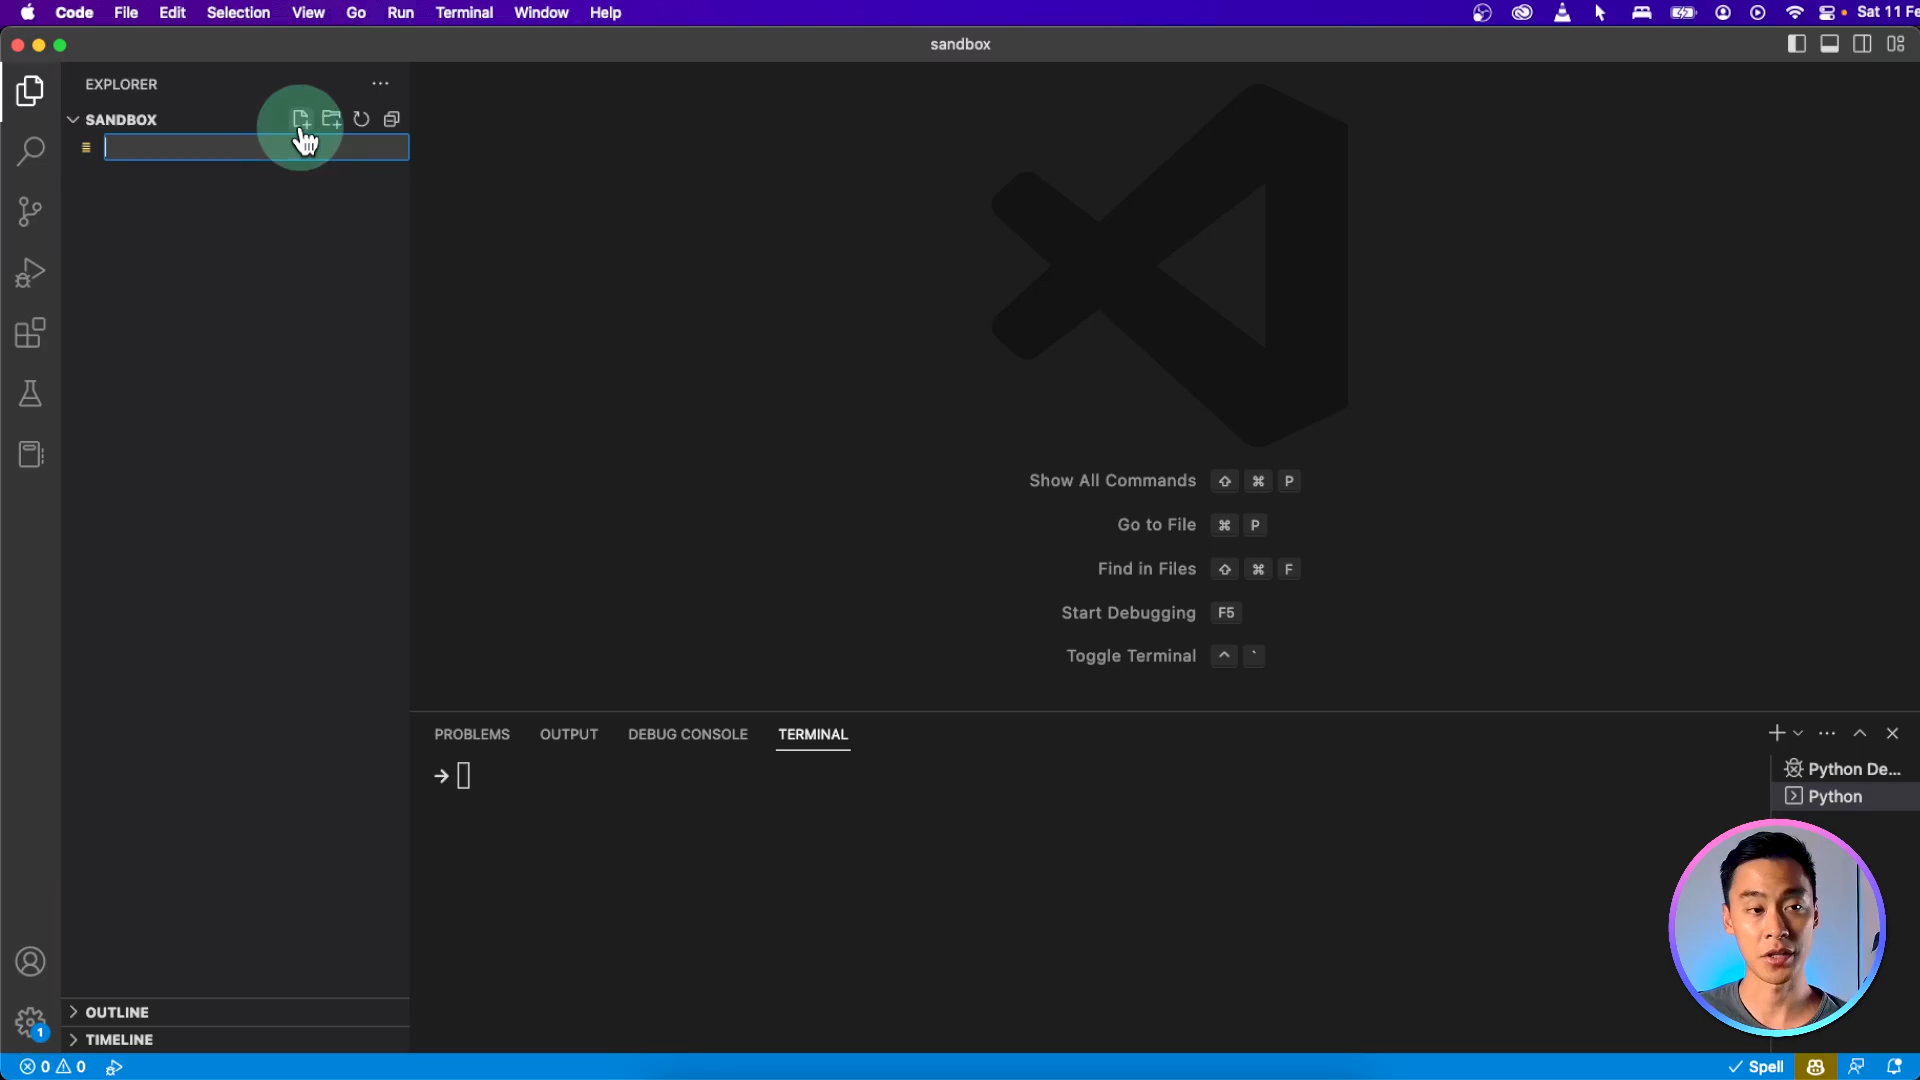 Code File Edit Selection View Go Run Terminal Window Help
Sat 11 Fe
sandbox
EXPLORER
SANDBOX
Show All Commands ⇧ ⌘ P
Go to File ⌘ P
Find in Files ⇧ ⌘ F
Start Debugging F5
Toggle Terminal ^ `
PROBLEMS OUTPUT DEBUG CONSOLE TERMINAL
Python De...
Python
OUTLINE
1
TIMELINE
0 0
Spell